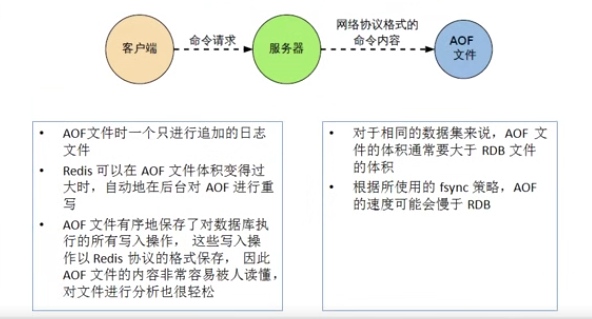 客户端
命令请求
服务器
网络协议格式的
命令内容
AOF
文件
• AOF文件时一个只进行追加的日志
文件
• Redis 可以在 AOF 文件体积变得过
大时，自动地在后台对 AOF 进行重
写
• AOF 文件有序地保存了对数据库执
行的所有写入操作， 这些写入操
作以 Redis 协议的格式保存， 因此
AOF 文件的内容非常容易被人读懂，
对文件进行分析也很轻松
• 对于相同的数据集来说，AOF 文
件的体积通常要大于 RDB 文件
的体积
• 根据所使用的 fsync 策略，AOF
的速度可能会慢于 RDB